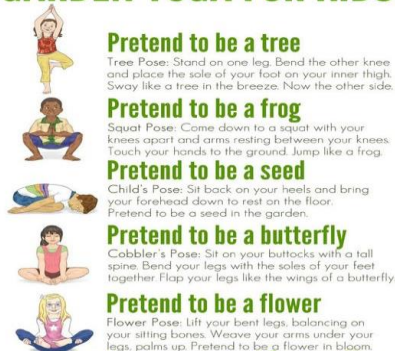 GARDEN YOGA FOR KIDS
Pretend to be a tree
Tree Pose: Stand on one leg. Bend the other knee
and place the sole of your foot on your inner thigh.
Sway like a tree in the breeze. Now the other side.
Pretend to be a frog
Squat Pose: Come down to a squat with your
knees apart and arms resting between your knees.
Touch your hands to the ground. Jump like a frog.
Pretend to be a seed
Child's Pose: Sit back on your heels and bring
your forehead down to rest on the floor.
Pretend to be a seed in the garden.
Pretend to be a butterfly
Cobbler's Pose: Sit on your buttocks with a tall
spine. Bend your legs with the soles of your feet
together. Flap your legs like the wings of a butterfly.
Pretend to be a flower
Flower Pose: Lift your bent legs, balancing on
your sitting bones. Weave your arms under your
legs, palms up. Pretend to be a flower in bloom.